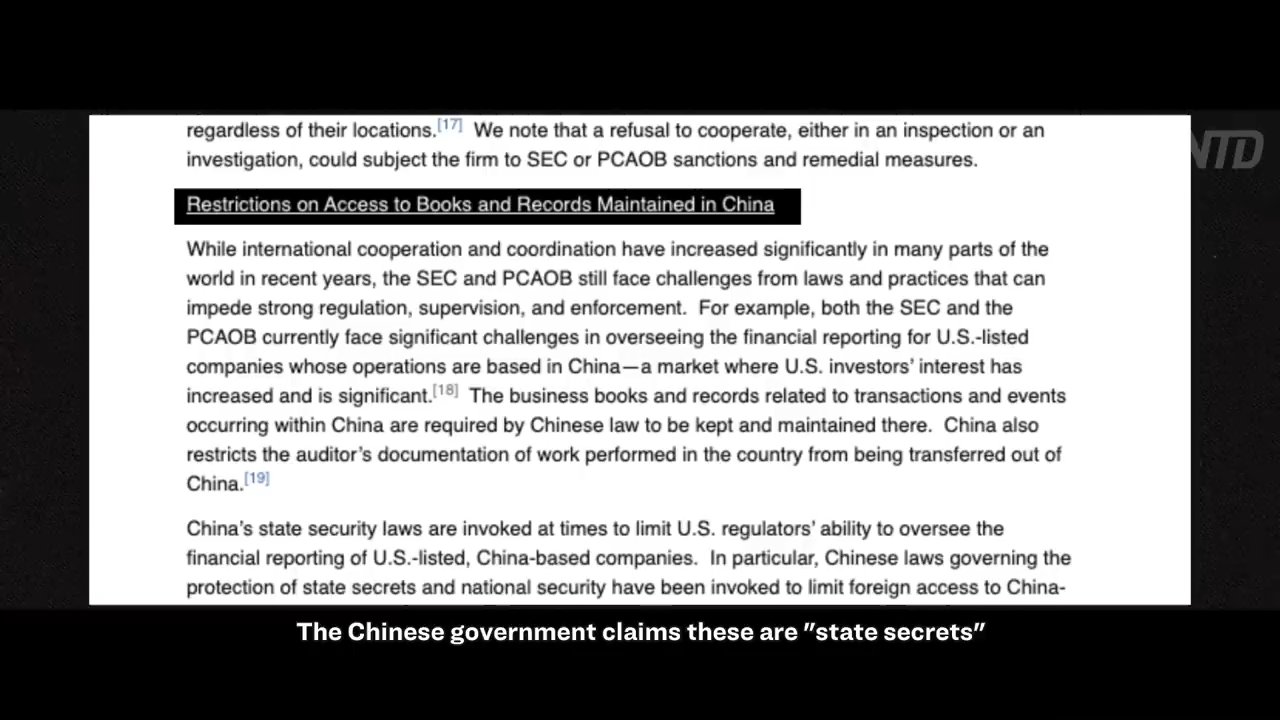 regardless of their locations.[17] We note that a refusal to cooperate, either in an inspection or an
investigation, could subject the firm to SEC or PCAOB sanctions and remedial measures.
NTD
Restrictions on Access to Books and Records Maintained in China
While international cooperation and coordination have increased significantly in many parts of the
world in recent years, the SEC and PCAOB still face challenges from laws and practices that can
impede strong regulation, supervision, and enforcement. For example, both the SEC and the
PCAOB currently face significant challenges in overseeing the financial reporting for U.S.-listed
companies whose operations are based in China—a market where U.S. investors’ interest has
increased and is significant.[18] The business books and records related to transactions and events
occurring within China are required by Chinese law to be kept and maintained there. China also
restricts the auditor’s documentation of work performed in the country from being transferred out of
China.[19]
China’s state security laws are invoked at times to limit U.S. regulators’ ability to oversee the
financial reporting of U.S.-listed, China-based companies. In particular, Chinese laws governing the
protection of state secrets and national security have been invoked to limit foreign access to China-
The Chinese government claims these are "state secrets"